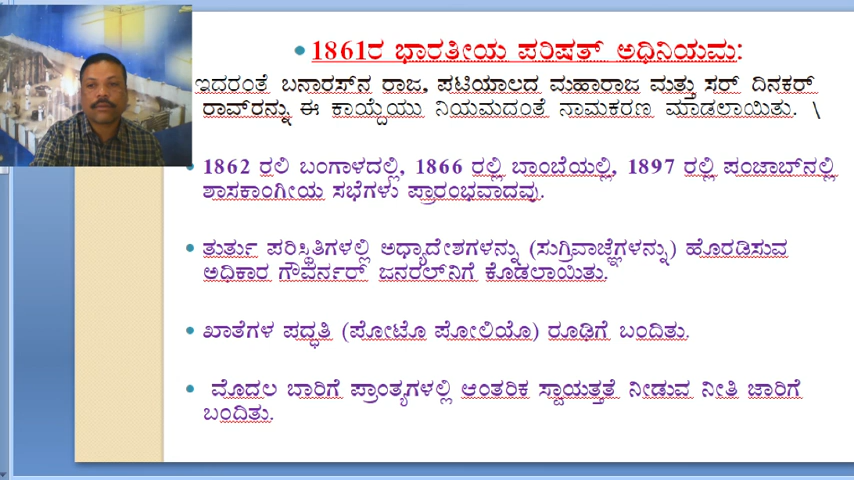 • 1861ರ ಭಾರತೀಯ ಪರಿಷತ್ ಅಧಿನಿಯಮ:
ಇದರಂತೆ ಬನಾರಸ್‌ನ ರಾಜ, ಪಟಿಯಾಲದ ಮಹಾರಾಜ ಮತ್ತು ಸರ್ ದಿನಕರ್
ರಾವ್‌ರನ್ನು ಈ ಕಾಯ್ದೆಯು ನಿಯಮದಂತೆ ನಾಮಕರಣ ಮಾಡಲಾಯಿತು. \
• 1862 ರಲಿ ಬಂಗಾಳದಲ್ಲಿ, 1866 ರಲ್ಲಿ ಬಾಂಬೆಯಲ್ಲಿ, 1897 ರಲ್ಲಿ ಪಂಜಾಬ್‌ನಲ್ಲಿ
ಶಾಸಕಾಂಗೀಯ ಸಭೆಗಳು ಪ್ರಾರಂಭವಾದವು.
• ತುರ್ತು ಪರಿಸ್ಥಿತಿಗಳಲ್ಲಿ ಅಧ್ಯಾದೇಶಗಳನ್ನು (ಸುಗ್ರಿವಾಜ್ಞೆಗಳನ್ನು) ಹೊರಡಿಸುವ
ಅಧಿಕಾರ ಗೌವರ್ನರ್ ಜನರಲ್‌ನಿಗೆ ಕೊಡಲಾಯಿತು.
• ಖಾತೆಗಳ ಪದ್ಧತಿ (ಪೋಟೊ ಪೋಲಿಯೊ) ರೂಢಿಗೆ ಬಂದಿತು.
• ಮೊದಲ ಬಾರಿಗೆ ಪ್ರಾಂತ್ಯಗಳಲ್ಲಿ ಆಂತರಿಕ ಸ್ವಾಯತ್ತತೆ ನೀಡುವ ನೀತಿ ಜಾರಿಗೆ
ಬಂದಿತು.